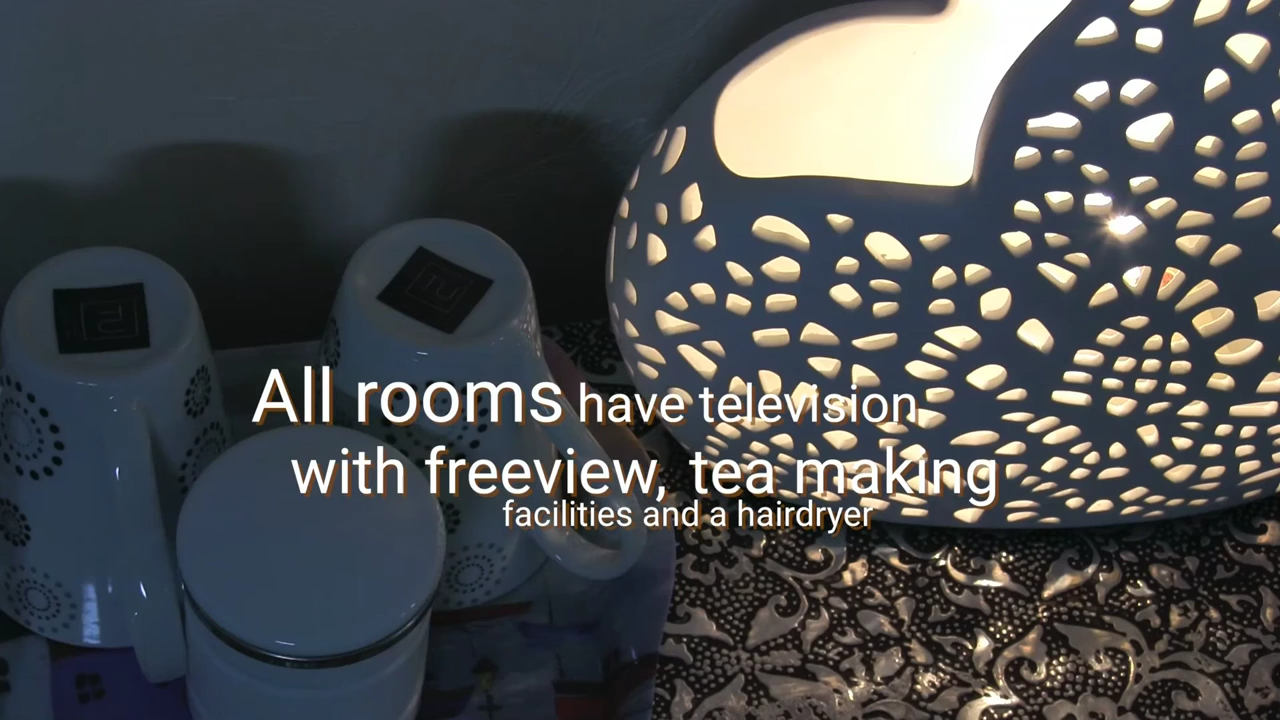 All rooms have television
with freeview, tea making
facilities and a hairdryer